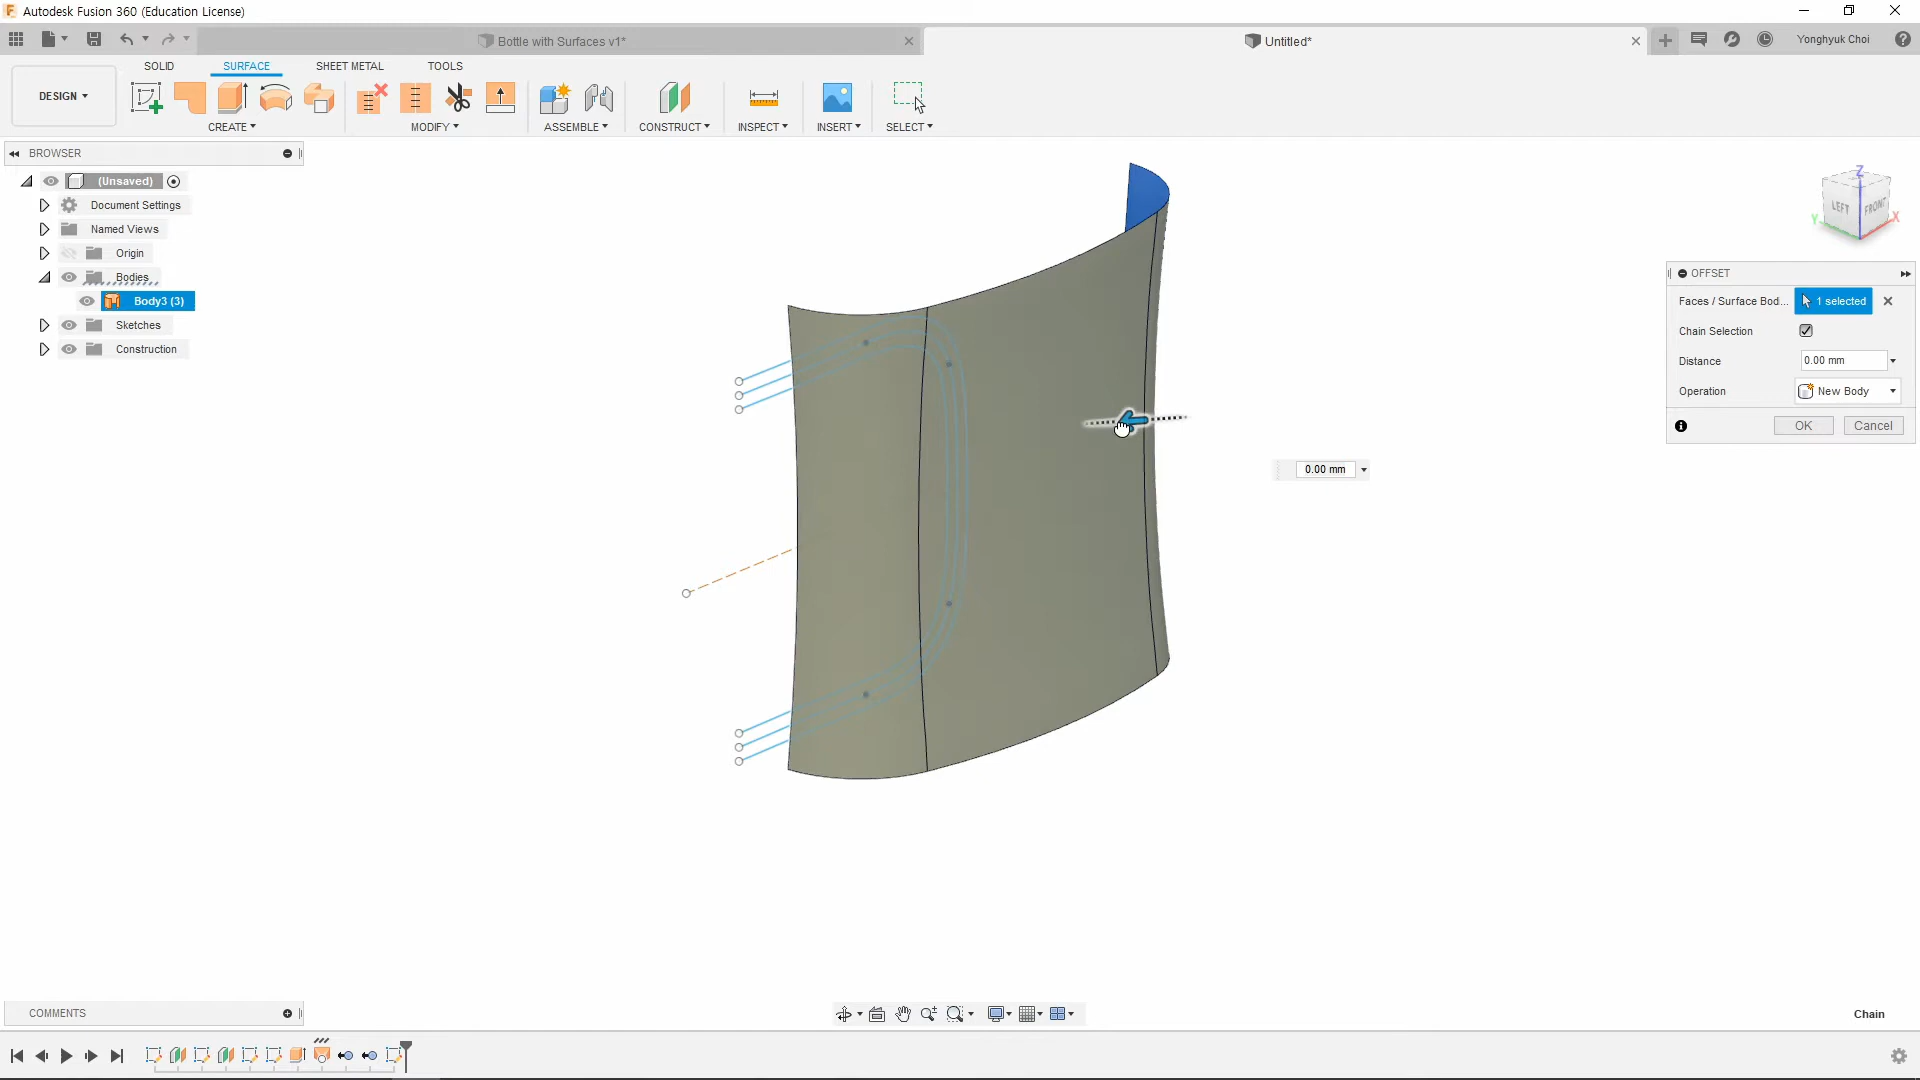 Autodesk Fusion 360 (Education License)
Bottle with Surfaces v1*
Untitled*
Yonghyuk Choi
DESIGN
SOLID
SURFACE
SHEET METAL
TOOLS
CREATE
MODIFY
ASSEMBLE
CONSTRUCT
INSPECT
INSERT
SELECT
BROWSER
(Unsaved)
Document Settings
Named Views
Origin
Bodies
Body3 (3)
Sketches
Construction
Z
LEFT
FRONT
Y
X
OFFSET
Faces / Surface Bod...
1 selected
Chain Selection
Distance
0.00 mm
Operation
New Body
OK
Cancel
0.00 mm
COMMENTS
Chain